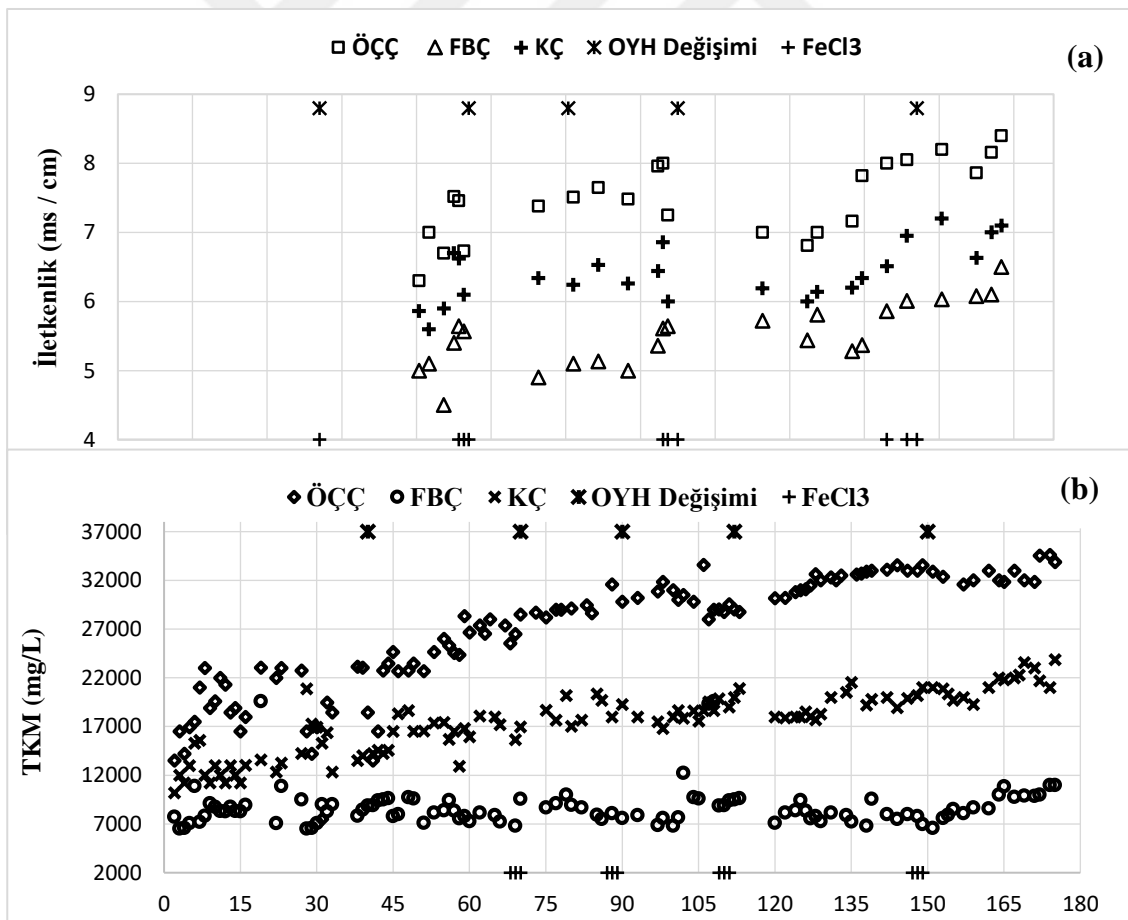 ÖÇÇ FBÇ KÇ OYH Değişimi FeCl3
(a)
9
8
7
6
5
4
İletkenlik (ms / cm)
ÖÇÇ FBÇ KÇ OYH Değişimi FeCl3
(b)
37000
32000
27000
22000
17000
12000
7000
2000
TKM (mg/L)
0 15 30 45 60 75 90 105 120 135 150 165 180